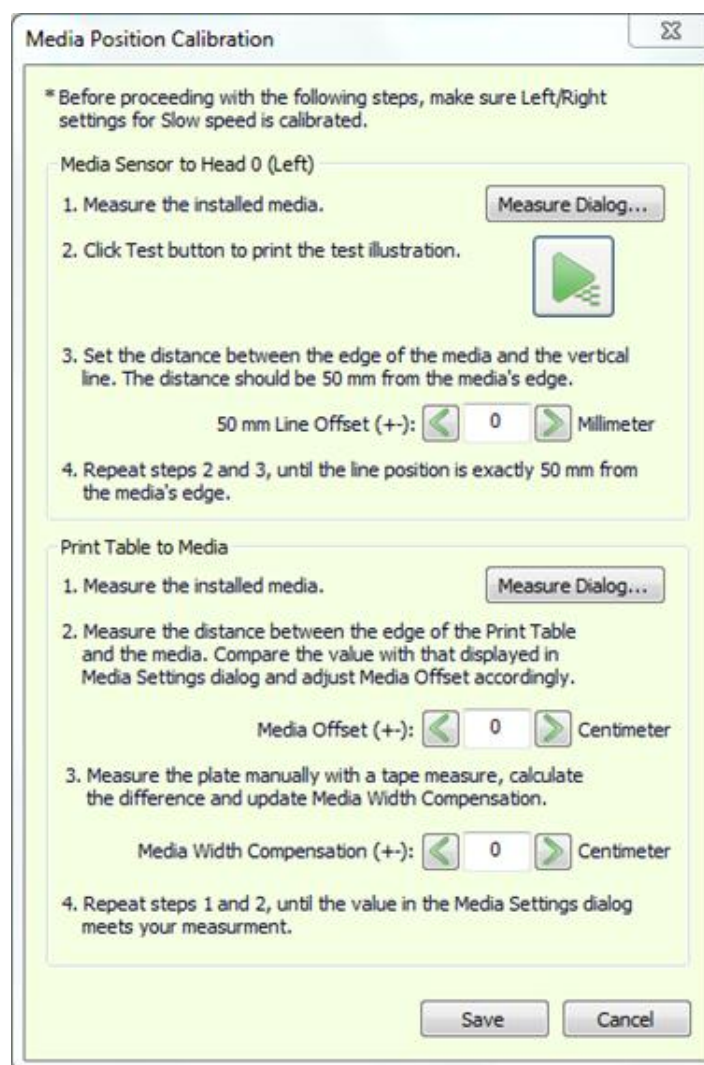 Media Position Calibration
* Before proceeding with the following steps, make sure Left/Right
settings for Slow speed is calibrated.
Media Sensor to Head 0 (Left)
1. Measure the installed media.
Measure Dialog...
2. Click Test button to print the test illustration.
3. Set the distance between the edge of the media and the vertical
line. The distance should be 50 mm from the media's edge.
50 mm Line Offset (+-): 0 Millimeter
4. Repeat steps 2 and 3, until the line position is exactly 50 mm from
the media's edge.
Print Table to Media
1. Measure the installed media.
Measure Dialog...
2. Measure the distance between the edge of the Print Table
and the media. Compare the value with that displayed in
Media Settings dialog and adjust Media Offset accordingly.
Media Offset (+-): 0 Centimeter
3. Measure the plate manually with a tape measure, calculate
the difference and update Media Width Compensation.
Media Width Compensation (+-): 0 Centimeter
4. Repeat steps 1 and 2, until the value in the Media Settings dialog
meets your measurment.
Save Cancel